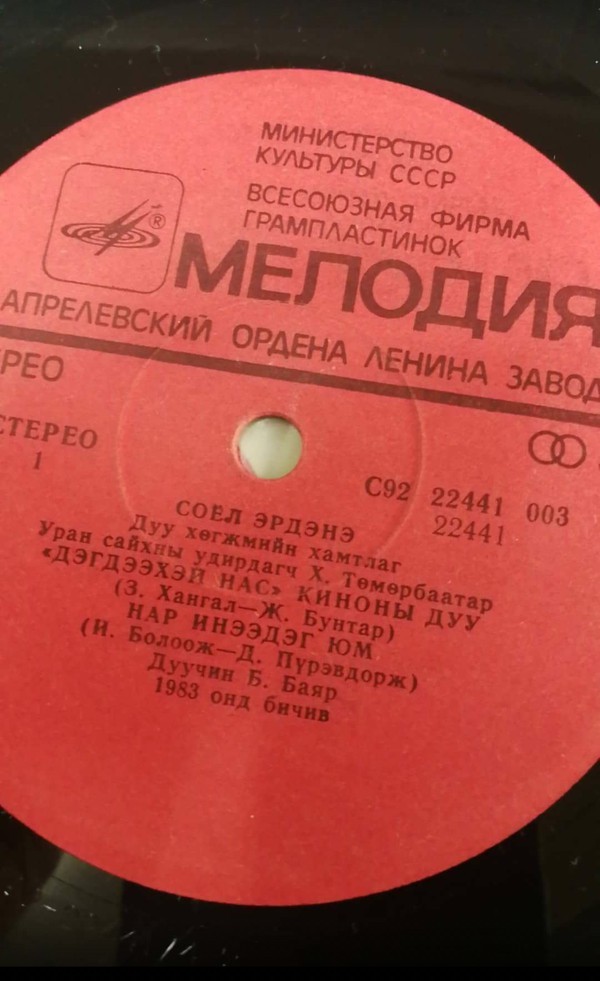 МИНИСТЕРСТВО
КУЛЬТУРЫ СССР
ВСЕСОЮЗНАЯ ФИРМА
ГРАМПЛАСТИНОК
®
МЕЛОДИЯ
АПРЕЛЕВСКИЙ ОРДЕНА ЛЕНИНА ЗАВОД
ЕРЕО
СТЕРЕО
1
С92 22441 003
22441
СОЁЛ ЭРДЭНЭ
Дуу хөгжмийн хамтлаг
Уран сайхны удирдагч Х. Төмөрбаатар
«ДЭГДЭЭХЭЙ НАС» КИНОНЫ ДУУ
(З. Хангал—Ж. Бунтар)
НАР ИНЭЭДЭГ ЮМ
(И. Болоож—Д. Пүрэвдорж)
Дуучин Б. Баяр
1983 онд бичив